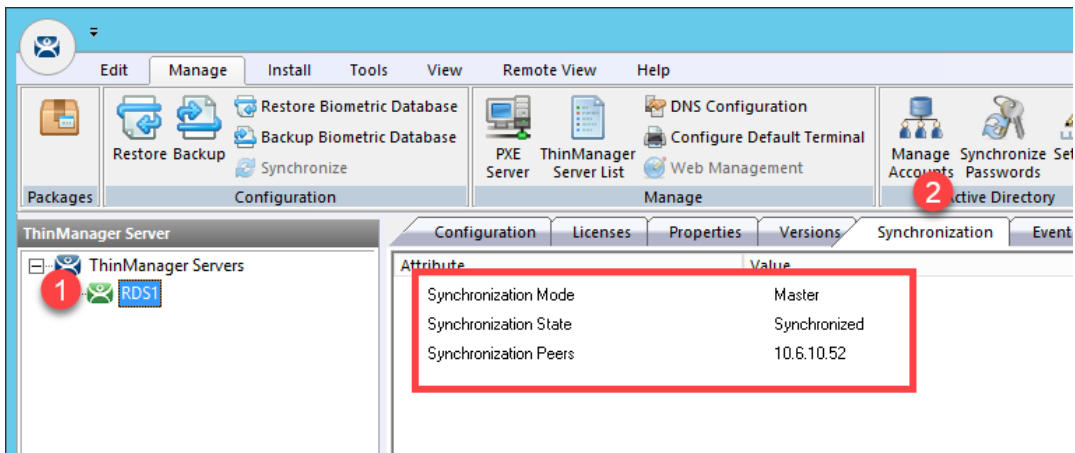 Edit Manage Install Tools View Remote View Help
Restore Backup
Restore Biometric Database
Backup Biometric Database
Synchronize
Configuration
Packages
PXE Server
ThinManager Server List
DNS Configuration
Configure Default Terminal
Web Management
Manage
Manage Accounts
Synchronize Passwords
2
ThinManager Server
ThinManager Servers
1
RDS1
Configuration Licenses Properties Versions Synchronization
Attribute Value
Synchronization Mode Master
Synchronization State Synchronized
Synchronization Peers 10.6.10.52